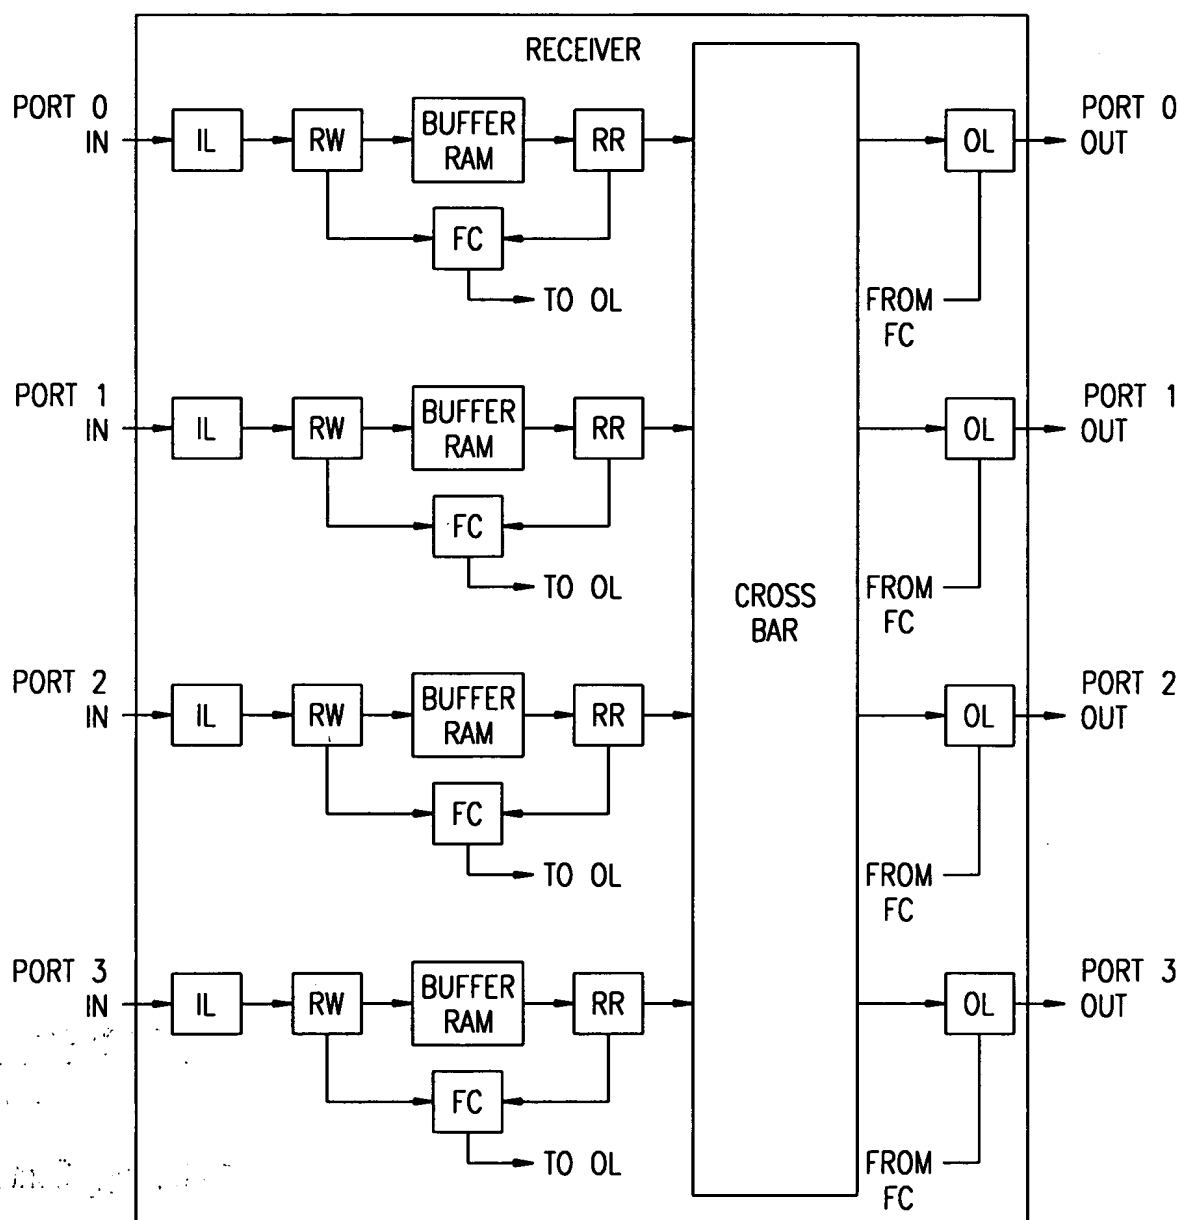 RECEIVER
PORT 0
IN
IL
RW
BUFFER
RAM
RR
FC
TO OL
OL
FROM
FC
PORT 0
OUT
PORT 1
IN
IL
RW
BUFFER
RAM
RR
FC
TO OL
OL
FROM
FC
PORT 1
OUT
CROSS
BAR
PORT 2
IN
IL
RW
BUFFER
RAM
RR
FC
TO OL
OL
FROM
FC
PORT 2
OUT
PORT 3
IN
IL
RW
BUFFER
RAM
RR
FC
TO OL
OL
FROM
FC
PORT 3
OUT